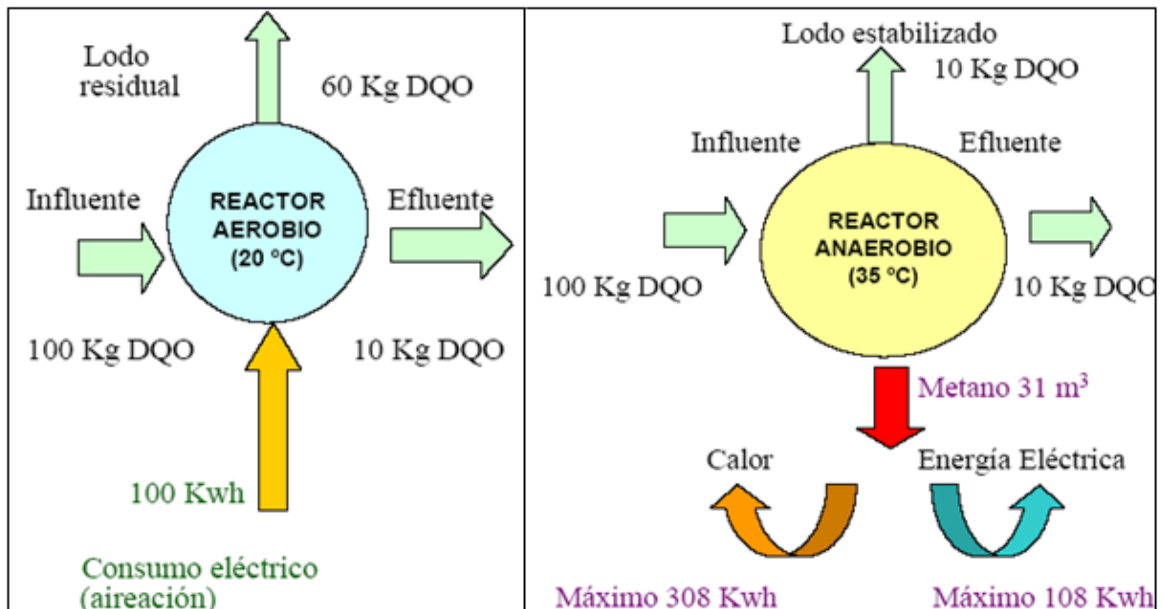 Lodo
residual
60 Kg DQO
Influente
REACTOR
AEROBIO
(20 ºC)
Efluente
100 Kg DQO
10 Kg DQO
100 Kwh
Consumo eléctrico
(aireación)
Lodo estabilizado
10 Kg DQO
Influente
Efluente
REACTOR
ANAEROBIO
(35 ºC)
100 Kg DQO
10 Kg DQO
Metano 31 m³
Calor
Energía Eléctrica
Máximo 308 Kwh
Máximo 108 Kwh